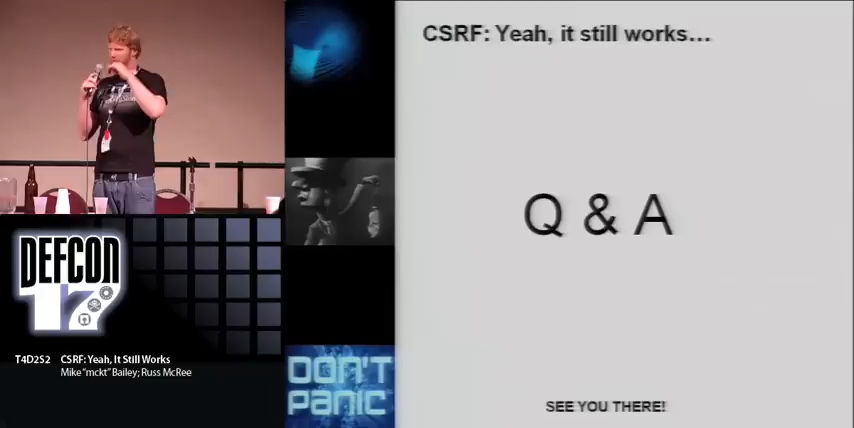 CSRF: Yeah, it still works...
Q & A
SEE YOU THERE!
DEFCON
17
T4D2S2 CSRF: Yeah, It Still Works
Mike "mckt" Bailey; Russ McRee
DON'T
PANIC